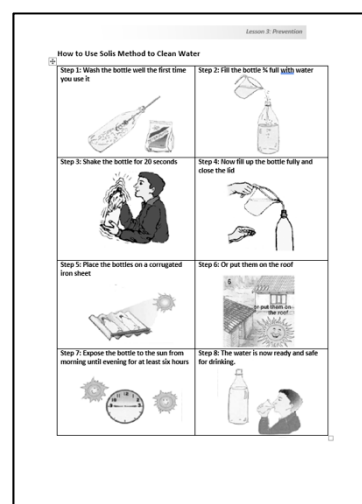 Lesson 3: Prevention
How to Use Solis Method to Clean Water
Step 1: Wash the bottle well the first time
you use it
Step 2: Fill the bottle ¾ full with water
Step 3: Shake the bottle for 20 seconds
Step 4: Now fill up the bottle fully and
close the lid
Step 5: Place the bottles on a corrugated
iron sheet
Step 6: Or put them on the roof
6
to put them on
the roof
Step 7: Expose the bottle to the sun from
morning until evening for at least six hours
Step 8: The water is now ready and safe
for drinking.